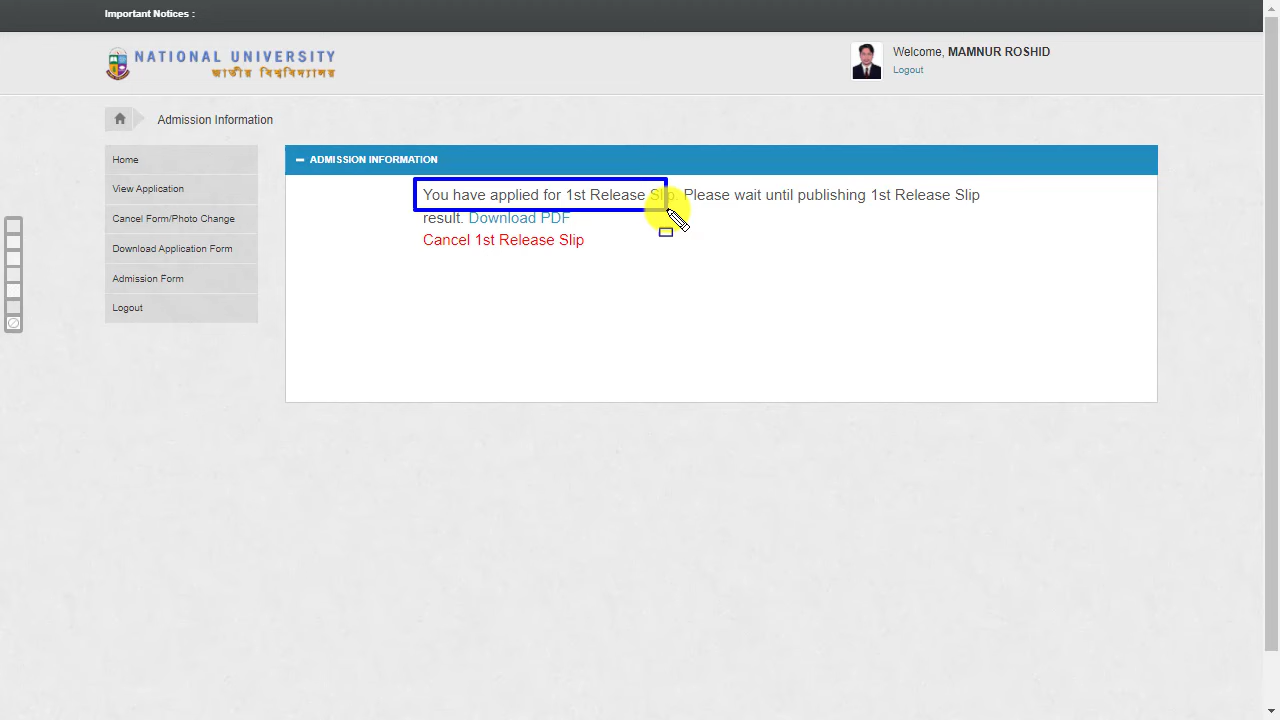 Important Notices :
NATIONAL UNIVERSITY
জাতীয় বিশ্ববিদ্যালয়
Welcome, MAMNUR ROSHID
Logout
Admission Information
Home
View Application
Cancel Form/Photo Change
Download Application Form
Admission Form
Logout
ADMISSION INFORMATION
You have applied for 1st Release Slip. Please wait until publishing 1st Release Slip
result. Download PDF
Cancel 1st Release Slip